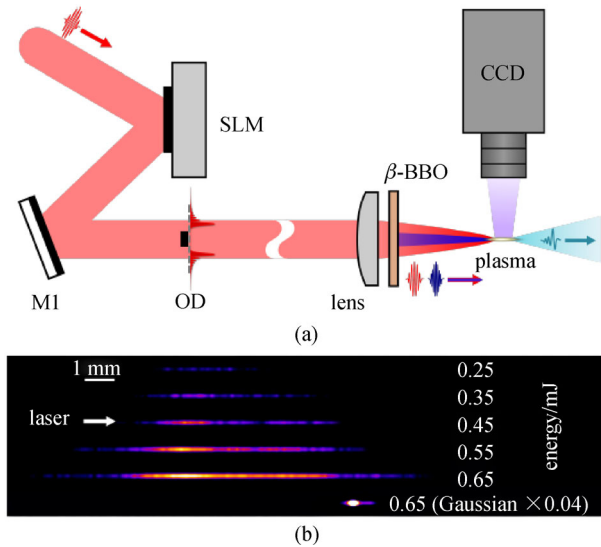 CCD
SLM
β-BBO
plasma
M1
OD
lens
(a)
1 mm
0.25
0.35
laser
0.45
energy/mJ
0.55
0.65
0.65 (Gaussian ×0.04)
(b)